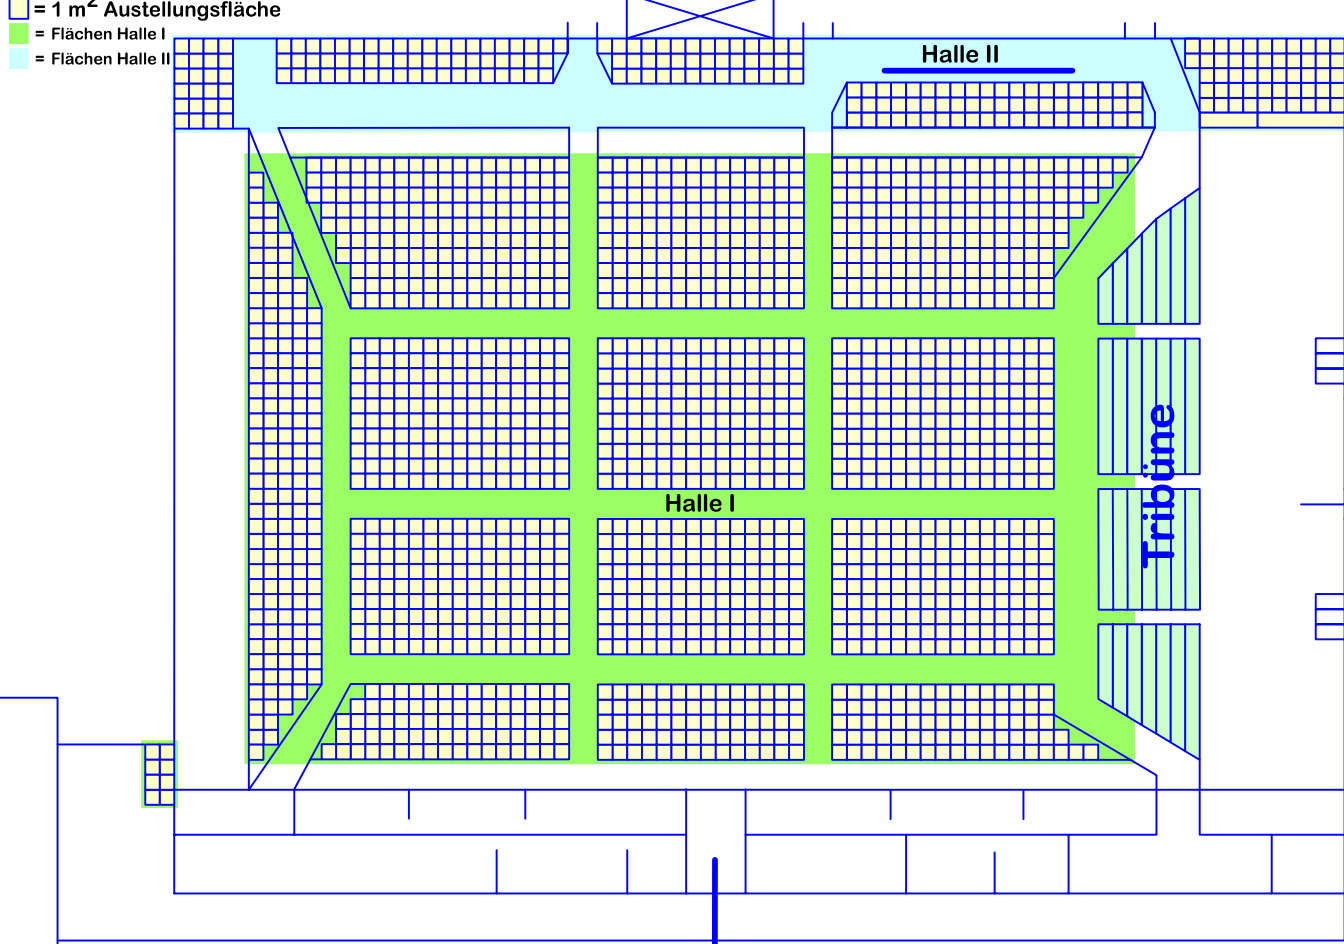 = 1 m² Austellungsfläche
= Flächen Halle I
= Flächen Halle II
Halle II
Halle I
Tribüne